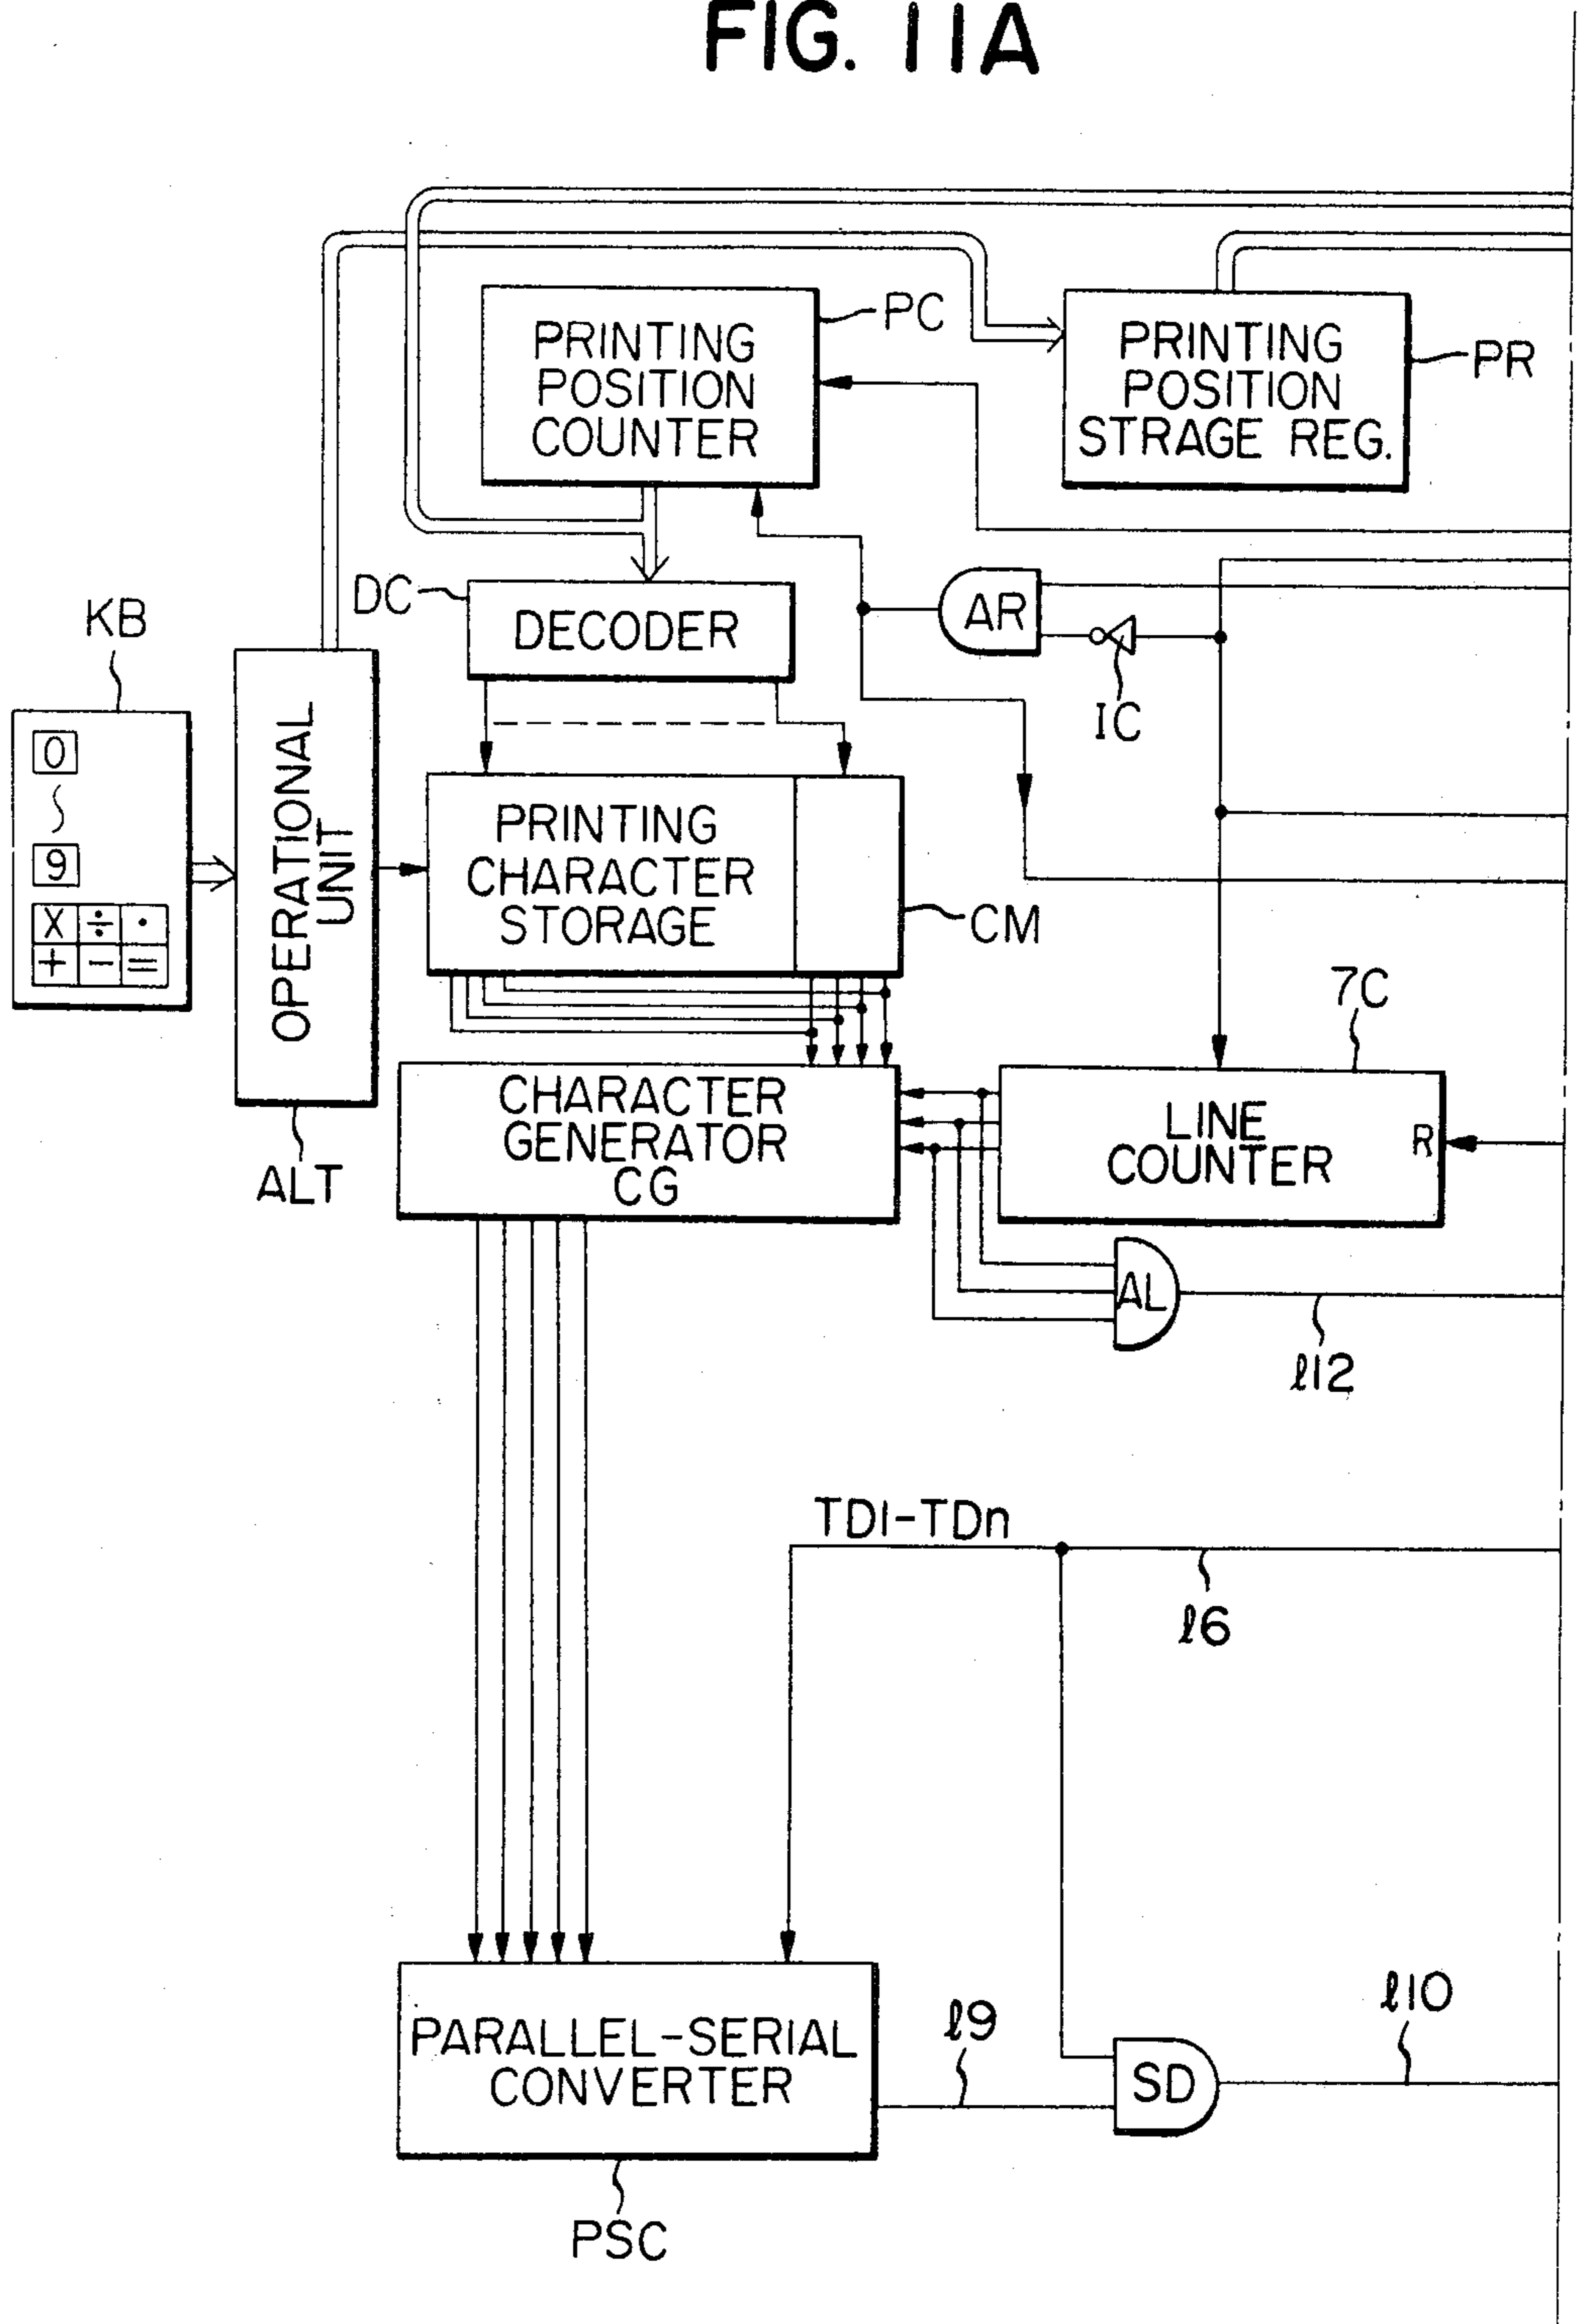 FIG. 11A
PRINTING
POSITION
COUNTER
PC
PRINTING
POSITION
STRAGE REG.
PR
DC
DECODER
AR
IC
KB
0
9
X ÷ ·
+ − =
OPERATIONAL
UNIT
ALT
PRINTING
CHARACTER
STORAGE
CM
7C
CHARACTER
GENERATOR
CG
LINE
COUNTER
R
AL
ℓ12
TD1-TDn
ℓ6
PARALLEL-SERIAL
CONVERTER
PSC
ℓ9
SD
ℓ10